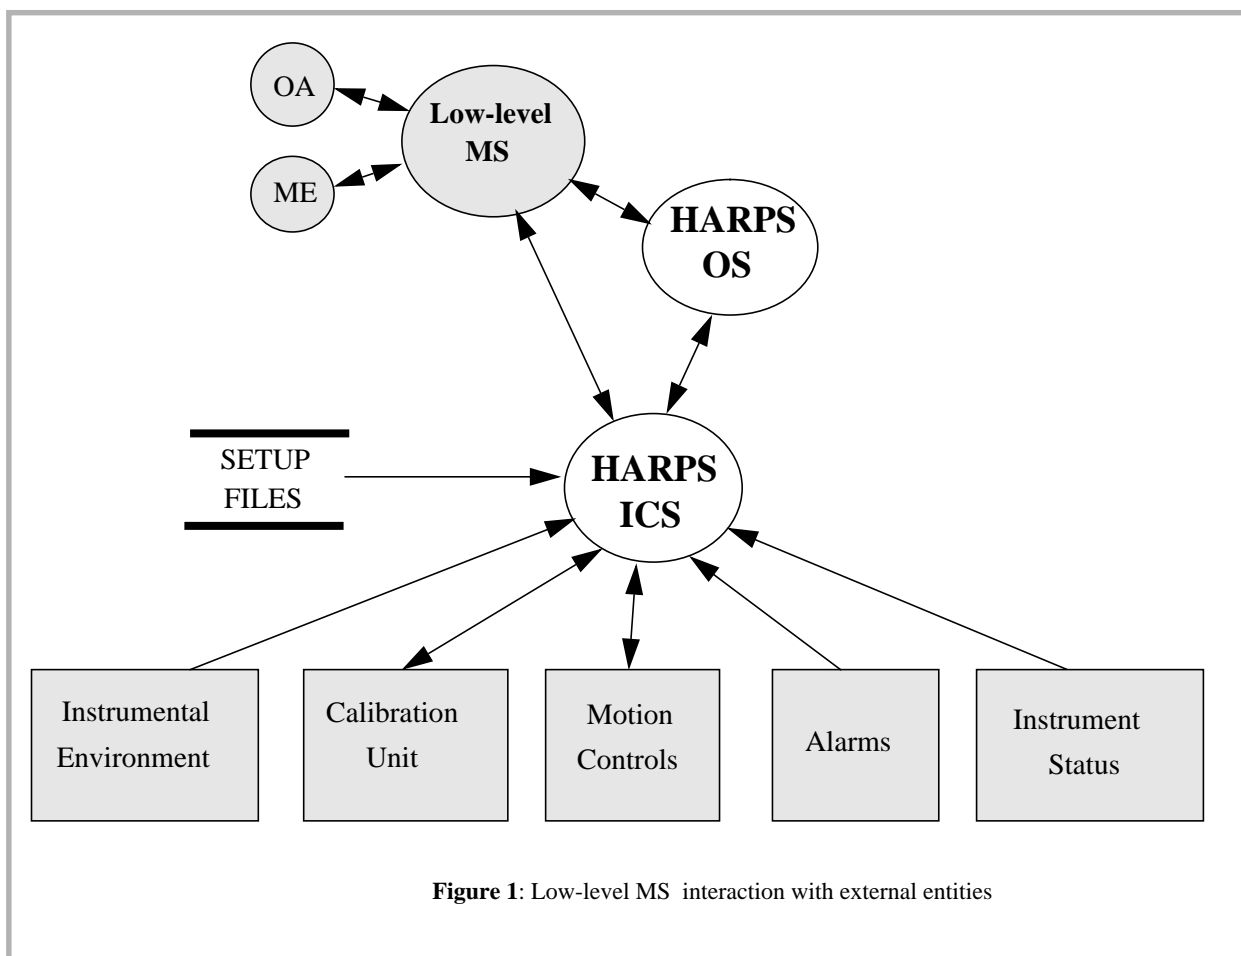 OA
Low-level
MS
ME
HARPS
OS
SETUP
FILES
HARPS
ICS
Instrumental
Environment
Calibration
Unit
Motion
Controls
Alarms
Instrument
Status
Figure 1: Low-level MS interaction with external entities